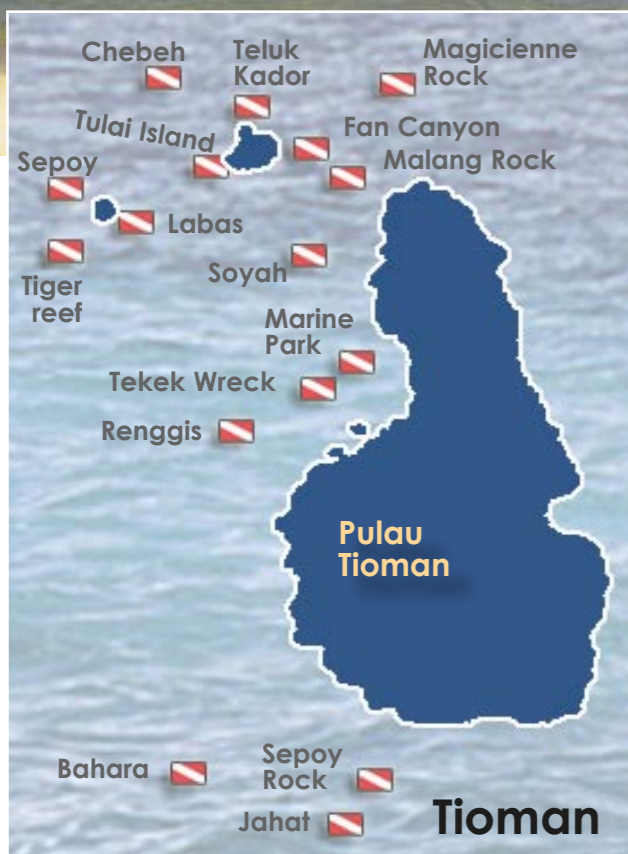 Chebeh
Teluk
Kador
Magicienne
Rock
Tulai Island
Fan Canyon
Malang Rock
Sepoy
Labas
Tiger
reef
Soyah
Marine
Park
Tekek Wreck
Renggis
Pulau
Tioman
Bahara
Sepoy
Rock
Jahat
Tioman